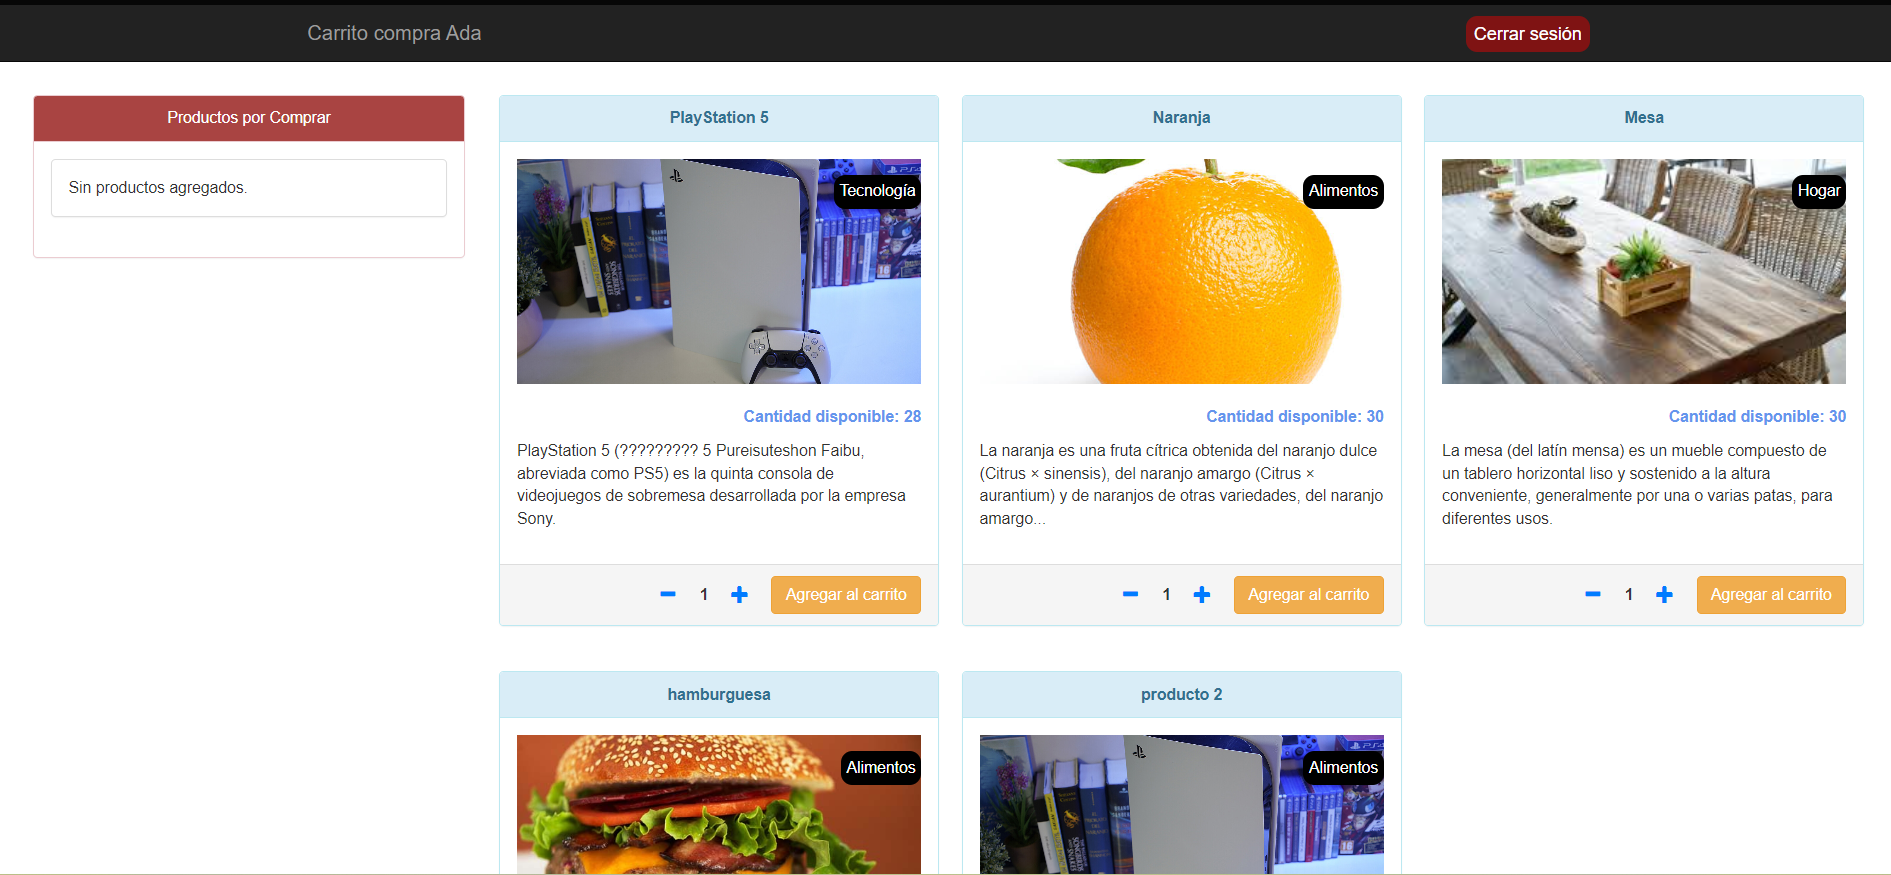 Carrito compra Ada
Cerrar sesión
Productos por Comprar
Sin productos agregados.
PlayStation 5
Tecnología
Cantidad disponible: 28
PlayStation 5 (????????? 5 Pureisuteshon Faibu,
abreviada como PS5) es la quinta consola de
videojuegos de sobremesa desarrollada por la empresa
Sony.
1
Agregar al carrito
Naranja
Alimentos
Cantidad disponible: 30
La naranja es una fruta cítrica obtenida del naranjo dulce
(Citrus × sinensis), del naranjo amargo (Citrus ×
aurantium) y de naranjos de otras variedades, del naranjo
amargo...
1
Agregar al carrito
Mesa
Hogar
Cantidad disponible: 30
La mesa (del latín mensa) es un mueble compuesto de
un tablero horizontal liso y sostenido a la altura
conveniente, generalmente por una o varias patas, para
diferentes usos.
1
Agregar al carrito
hamburguesa
Alimentos
producto 2
Alimentos